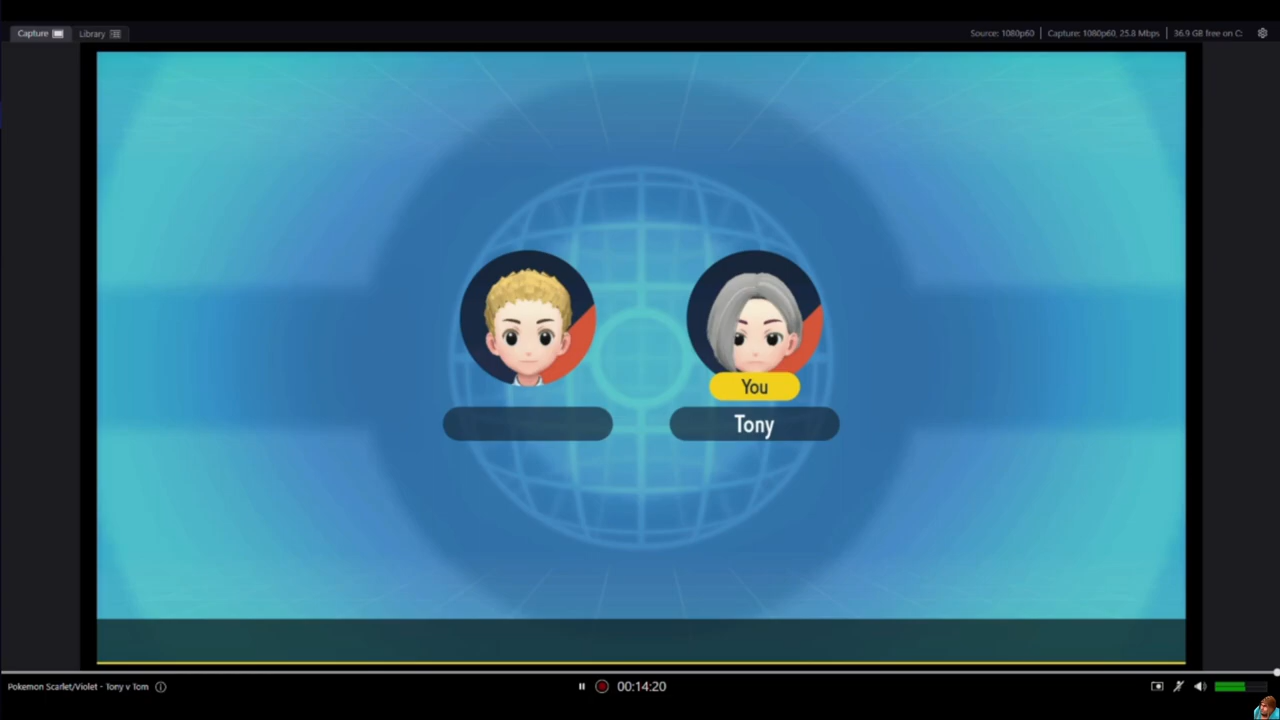 Capture
Library
Source: 1080p60
Capture: 1080p60, 25.8 Mbps
36.9 GB free on C:
You
Tony
Pokemon Scarlet/Violet - Tony v Tom
00:14:20